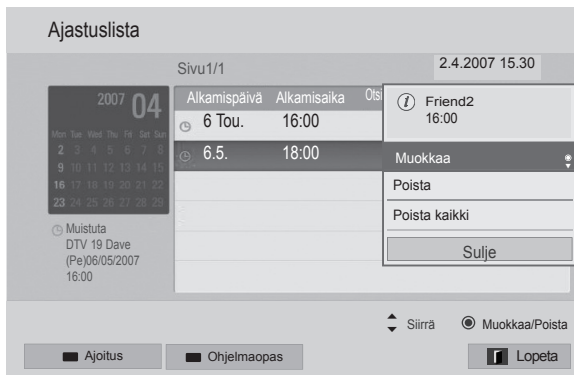 Ajastuslista
Sivu1/1
2.4.2007 15.30
2007 04
Mon Tue Wed Thu Fri Sat Sun
2 3 4 5 6 7 8
9 10 11 12 13 14 15
16 17 18 19 20 21 22
23 24 25 26 27 28 29
Muistuta
DTV 19 Dave
(Pe)06/05/2007
16:00
Alkamispäivä Alkamisaika Otsi
6 Tou. 16:00
6.5. 18:00
Friend2
16:00
Muokkaa
Poista
Poista kaikki
Sulje
Siirrä Muokkaa/Poista
Ajoitus Ohjelmaopas Lopeta